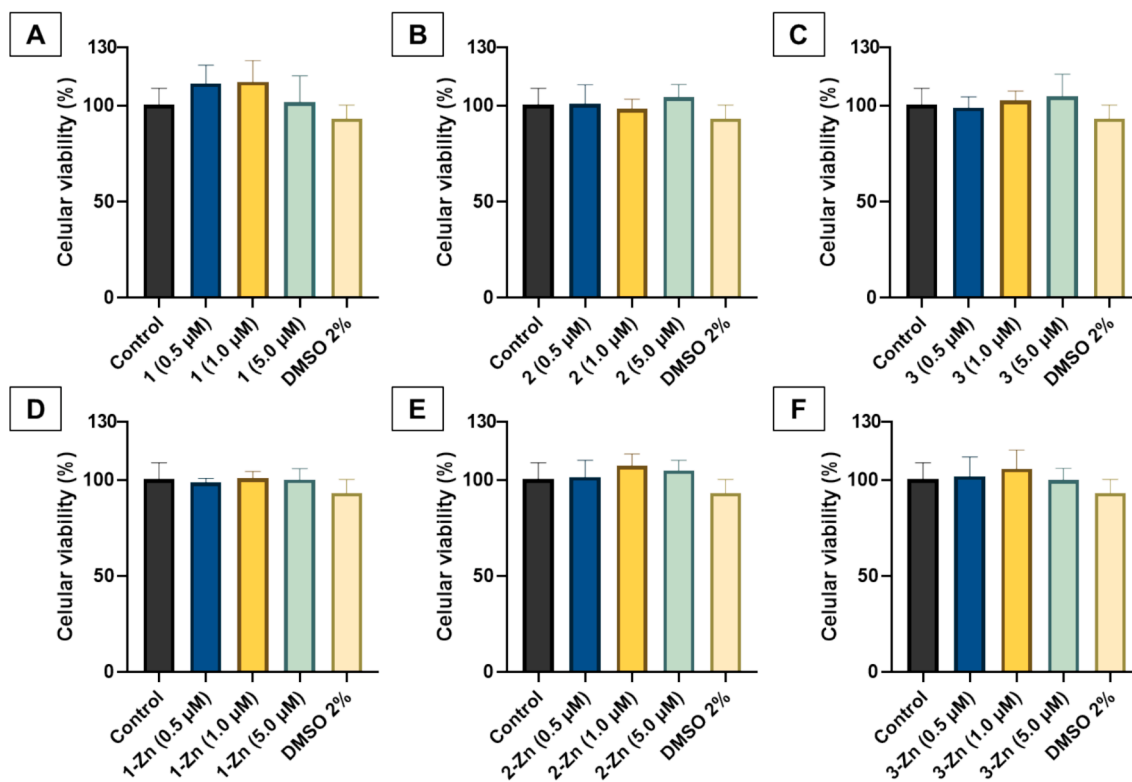 A
Celular viability (%)
130
100
50
0
Control
1 (0.5 µM)
1 (1.0 µM)
1 (5.0 µM)
DMSO 2%
B
Celular viability (%)
130
100
50
0
Control
2 (0.5 µM)
2 (1.0 µM)
2 (5.0 µM)
DMSO 2%
C
Celular viability (%)
130
100
50
0
Control
3 (0.5 µM)
3 (1.0 µM)
3 (5.0 µM)
DMSO 2%
D
Celular viability (%)
130
100
50
0
Control
1-Zn (0.5 µM)
1-Zn (1.0 µM)
1-Zn (5.0 µM)
DMSO 2%
E
Celular viability (%)
130
100
50
0
Control
2-Zn (0.5 µM)
2-Zn (1.0 µM)
2-Zn (5.0 µM)
DMSO 2%
F
Celular viability (%)
130
100
50
0
Control
3-Zn (0.5 µM)
3-Zn (1.0 µM)
3-Zn (5.0 µM)
DMSO 2%